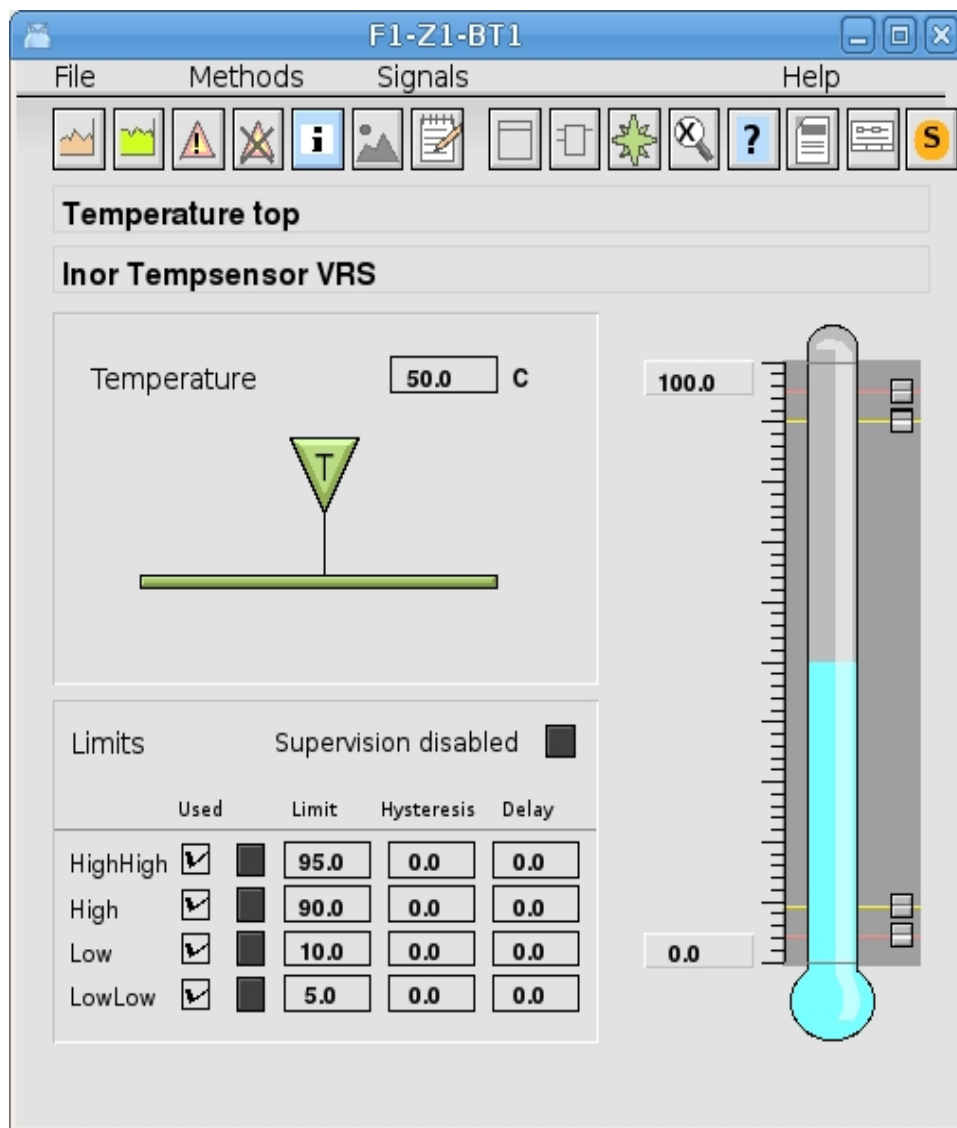 F1-Z1-BT1
File Methods Signals Help
! i X ? S
Temperature top
Inor Tempsensor VRS
Temperature 50.0 C
T
100.0
Limits Supervision disabled
Used Limit Hysteresis Delay
HighHigh 95.0 0.0 0.0
High 90.0 0.0 0.0
Low 10.0 0.0 0.0
LowLow 5.0 0.0 0.0
0.0